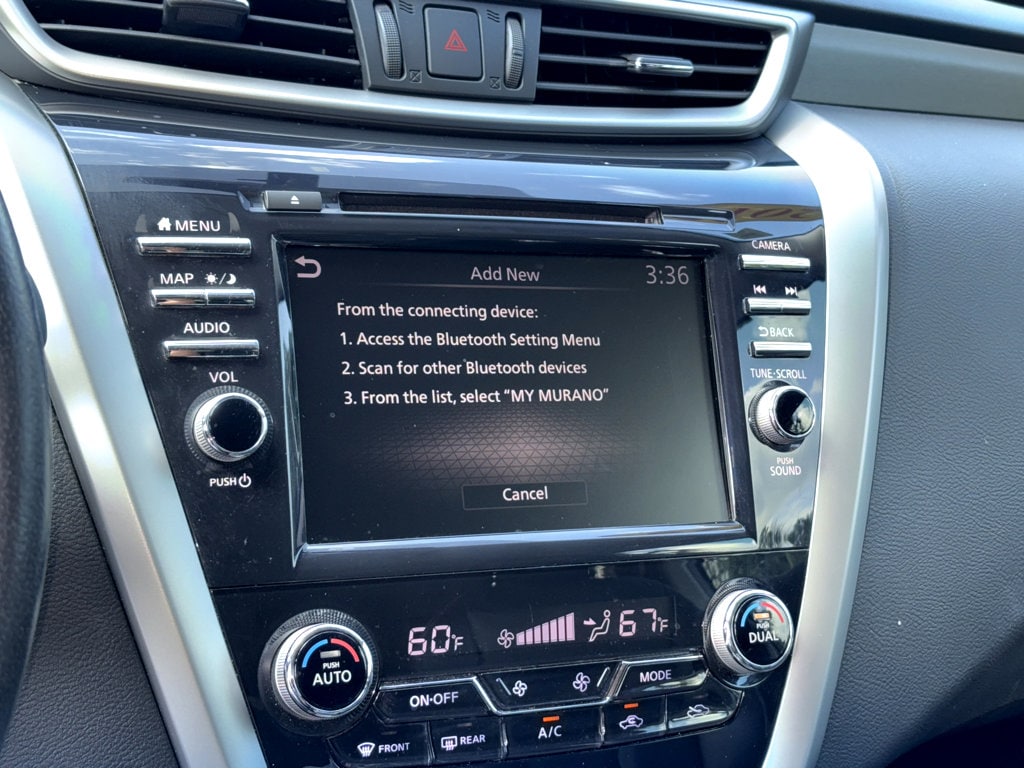 MENU
MAP
AUDIO
VOL
PUSH
Add New
3:36
From the connecting device:
1. Access the Bluetooth Setting Menu
2. Scan for other Bluetooth devices
3. From the list, select “MY MURANO”
Cancel
CAMERA
BACK
TUNE·SCROLL
PUSH
SOUND
60°F
67°F
PUSH
AUTO
PUSH
DUAL
ON·OFF
MODE
FRONT
REAR
A/C